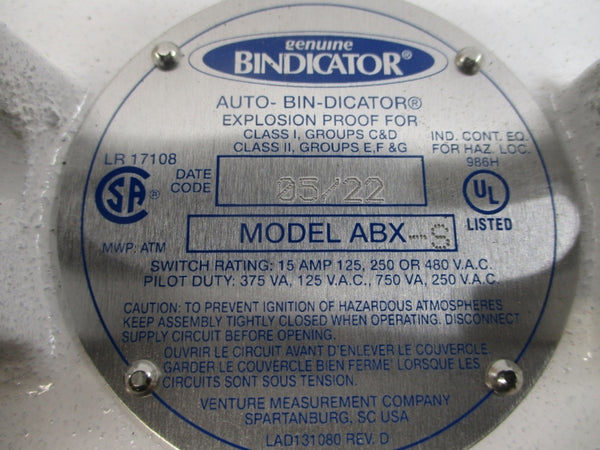 genuine
BINDICATOR®
AUTO- BIN-DICATOR®
EXPLOSION PROOF FOR
CLASS I, GROUPS C&D
CLASS II, GROUPS E,F &G
IND. CONT. EQ.
FOR HAZ. LOC.
986H
LR 17108
SA ®
DATE
CODE
05/22
UL
LISTED
MWP: ATM
MODEL ABX-S
SWITCH RATING: 15 AMP 125, 250 OR 480 V.A.C.
PILOT DUTY: 375 VA, 125 V.A.C., 750 VA, 250 V.A.C.
CAUTION: TO PREVENT IGNITION OF HAZARDOUS ATMOSPHERES
KEEP ASSEMBLY TIGHTLY CLOSED WHEN OPERATING. DISCONNECT
SUPPLY CIRCUIT BEFORE OPENING.
OUVRIR LE CIRCUIT AVANT D'ENLEVER LE COUVERCLE.
GARDER LE COUVERCLE BIEN FERME' LORSQUE LES
CIRCUITS SONT SOUS TENSION.
VENTURE MEASUREMENT COMPANY
SPARTANBURG, SC USA
LAD131080 REV. D